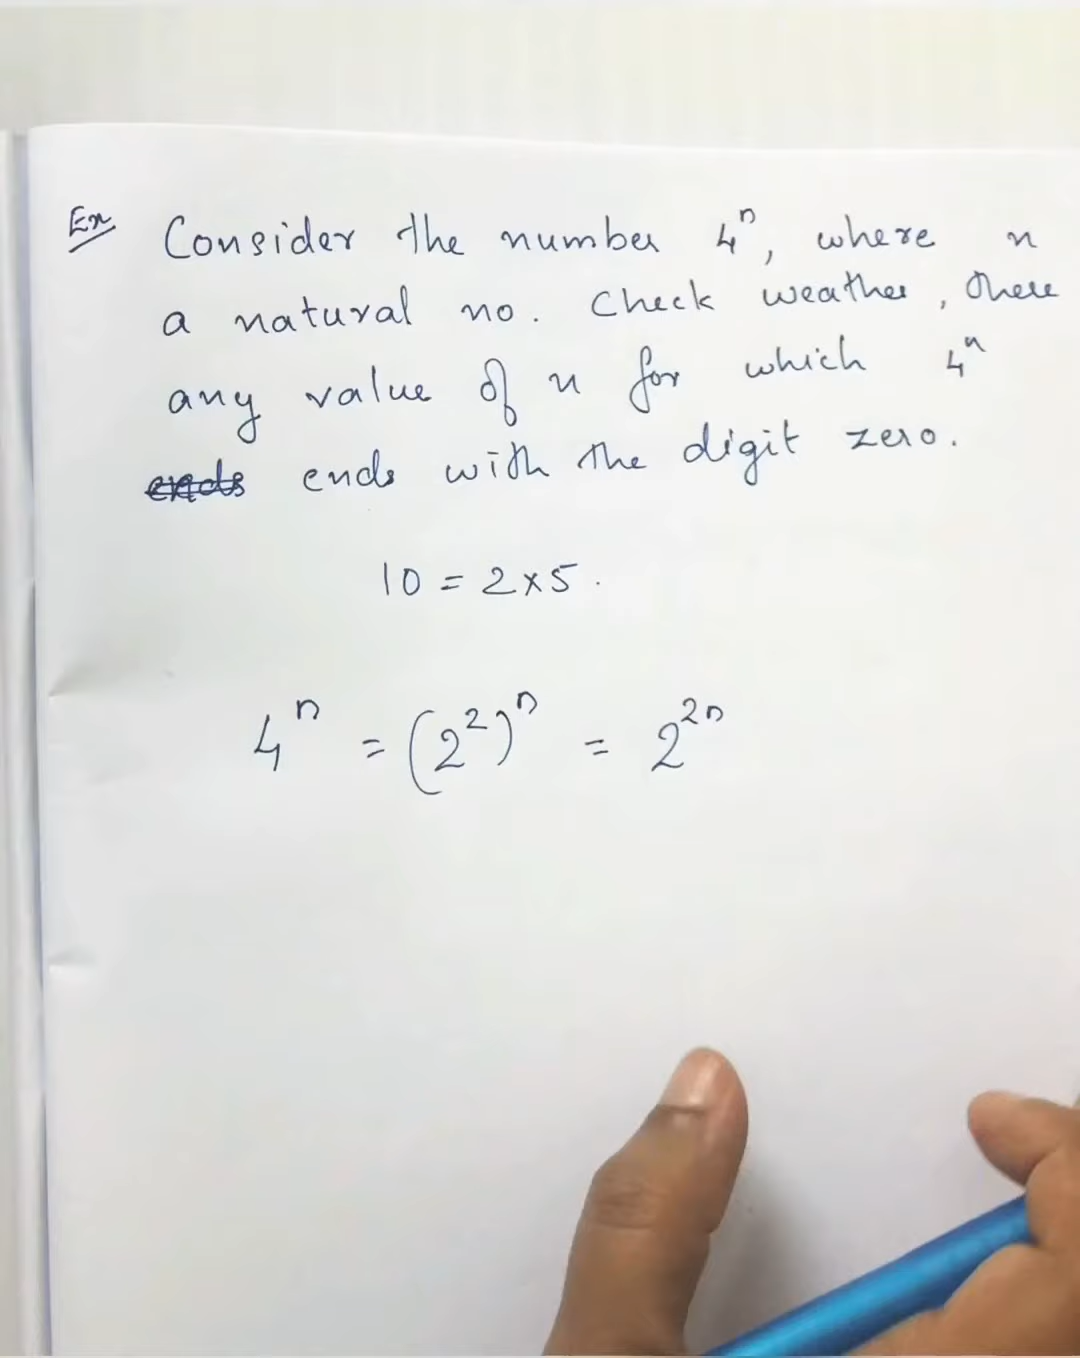 Ex Consider the number 4ⁿ, where n
a natural no. Check weather, there
any value of n for which 4ⁿ
ends ends with the digit zero.
10 = 2×5.
4ⁿ = (2²)ⁿ = 2²ⁿ